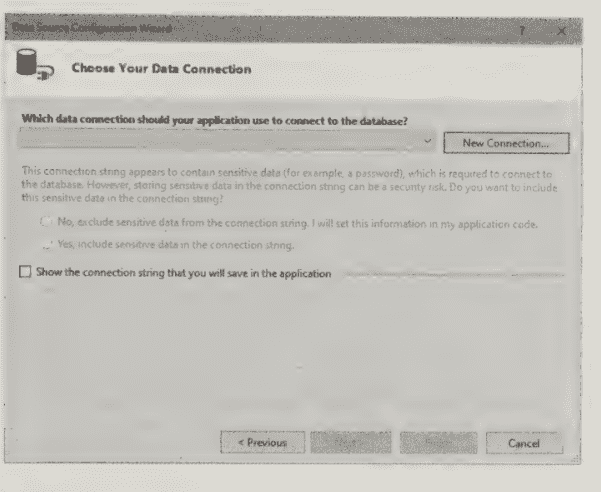 Data Source Configuration Wizard ? X
Choose Your Data Connection
Which data connection should your application use to connect to the database?
New Connection...
This connection string appears to contain sensitive data (for example, a password), which is required to connect to
the database. However, storing sensitive data in the connection string can be a security risk. Do you want to include
this sensitive data in the connection string?
No, exclude sensitive data from the connection string. I will set this information in my application code.
Yes, include sensitive data in the connection string.
Show the connection string that you will save in the application
< Previous
Cancel